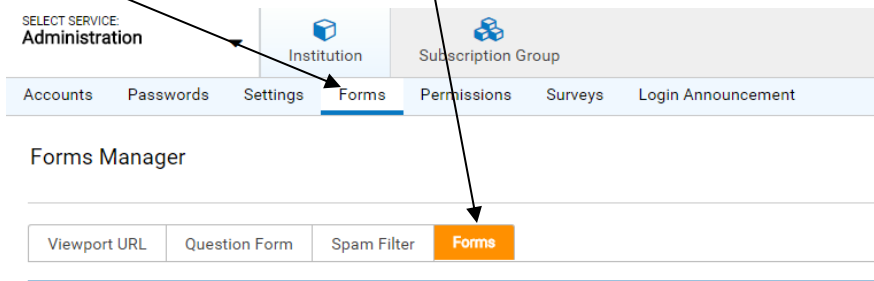 SELECT SERVICE:
Administration
Institution
Subscription Group
Accounts Passwords Settings Forms Permissions Surveys Login Announcement
Forms Manager
Viewport URL Question Form Spam Filter Forms